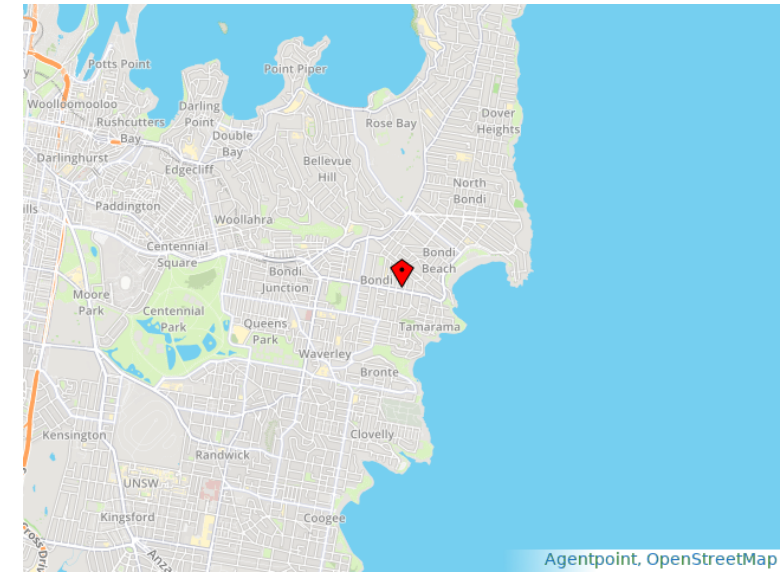 Potts Point
Point Piper
Woolloomooloo
Darling
Point
Rushcutters
Bay
Double
Bay
Rose Bay
Dover
Heights
Darlinghurst
Edgecliff
Bellevue
Hill
North
Bondi
Paddington
Woollahra
Centennial
Square
Bondi
Beach
Bondi
Junction
Bondi
Moore
Park
Centennial
Park
Queens
Park
Tamarama
Waverley
Bronte
Kensington
Clovelly
Randwick
UNSW
Kingsford
Coogee
Agentpoint, OpenStreetMap